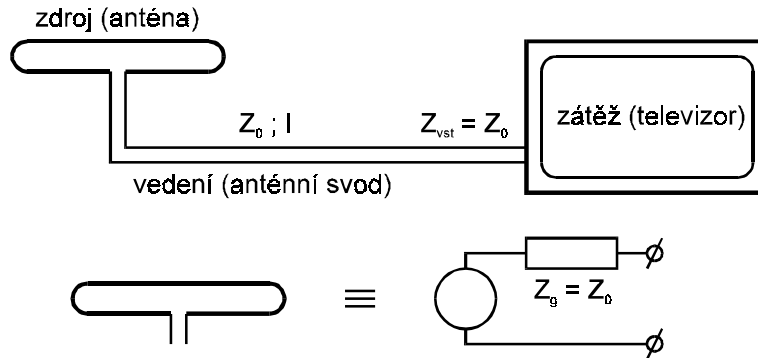 zdroj (anténa)
Z₀ ; l
Zvst = Z₀
zátěž (televizor)
vedení (anténní svod)
≡
Zg = Z₀